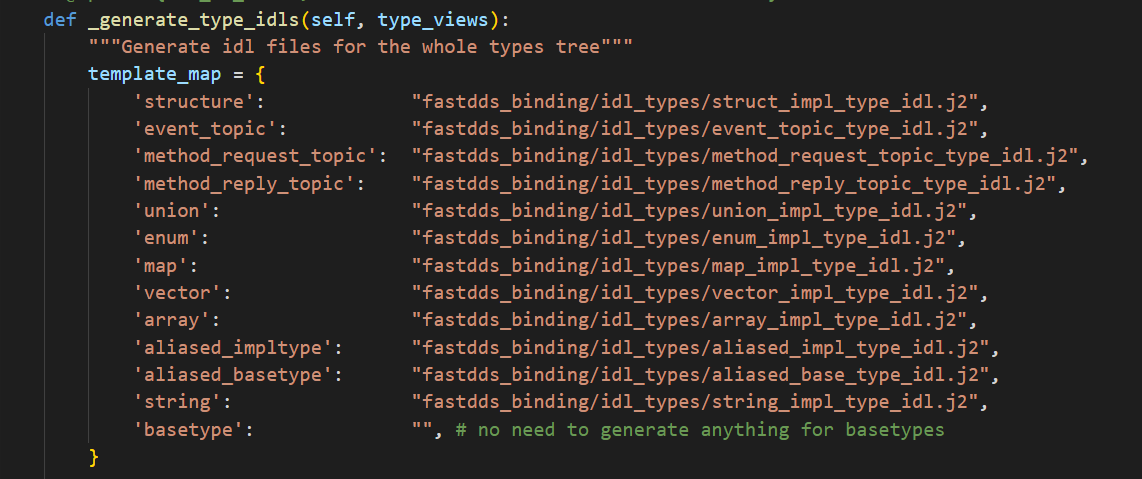 def _generate_type_idls(self, type_views):
"""Generate idl files for the whole types tree"""
template_map = {
'structure': "fastdds_binding/idl_types/struct_impl_type_idl.j2",
'event_topic': "fastdds_binding/idl_types/event_topic_type_idl.j2",
'method_request_topic': "fastdds_binding/idl_types/method_request_topic_type_idl.j2",
'method_reply_topic': "fastdds_binding/idl_types/method_reply_topic_type_idl.j2",
'union': "fastdds_binding/idl_types/union_impl_type_idl.j2",
'enum': "fastdds_binding/idl_types/enum_impl_type_idl.j2",
'map': "fastdds_binding/idl_types/map_impl_type_idl.j2",
'vector': "fastdds_binding/idl_types/vector_impl_type_idl.j2",
'array': "fastdds_binding/idl_types/array_impl_type_idl.j2",
'aliased_impltype': "fastdds_binding/idl_types/aliased_impl_type_idl.j2",
'aliased_basetype': "fastdds_binding/idl_types/aliased_base_type_idl.j2",
'string': "fastdds_binding/idl_types/string_impl_type_idl.j2",
'basetype': "", # no need to generate anything for basetypes
}